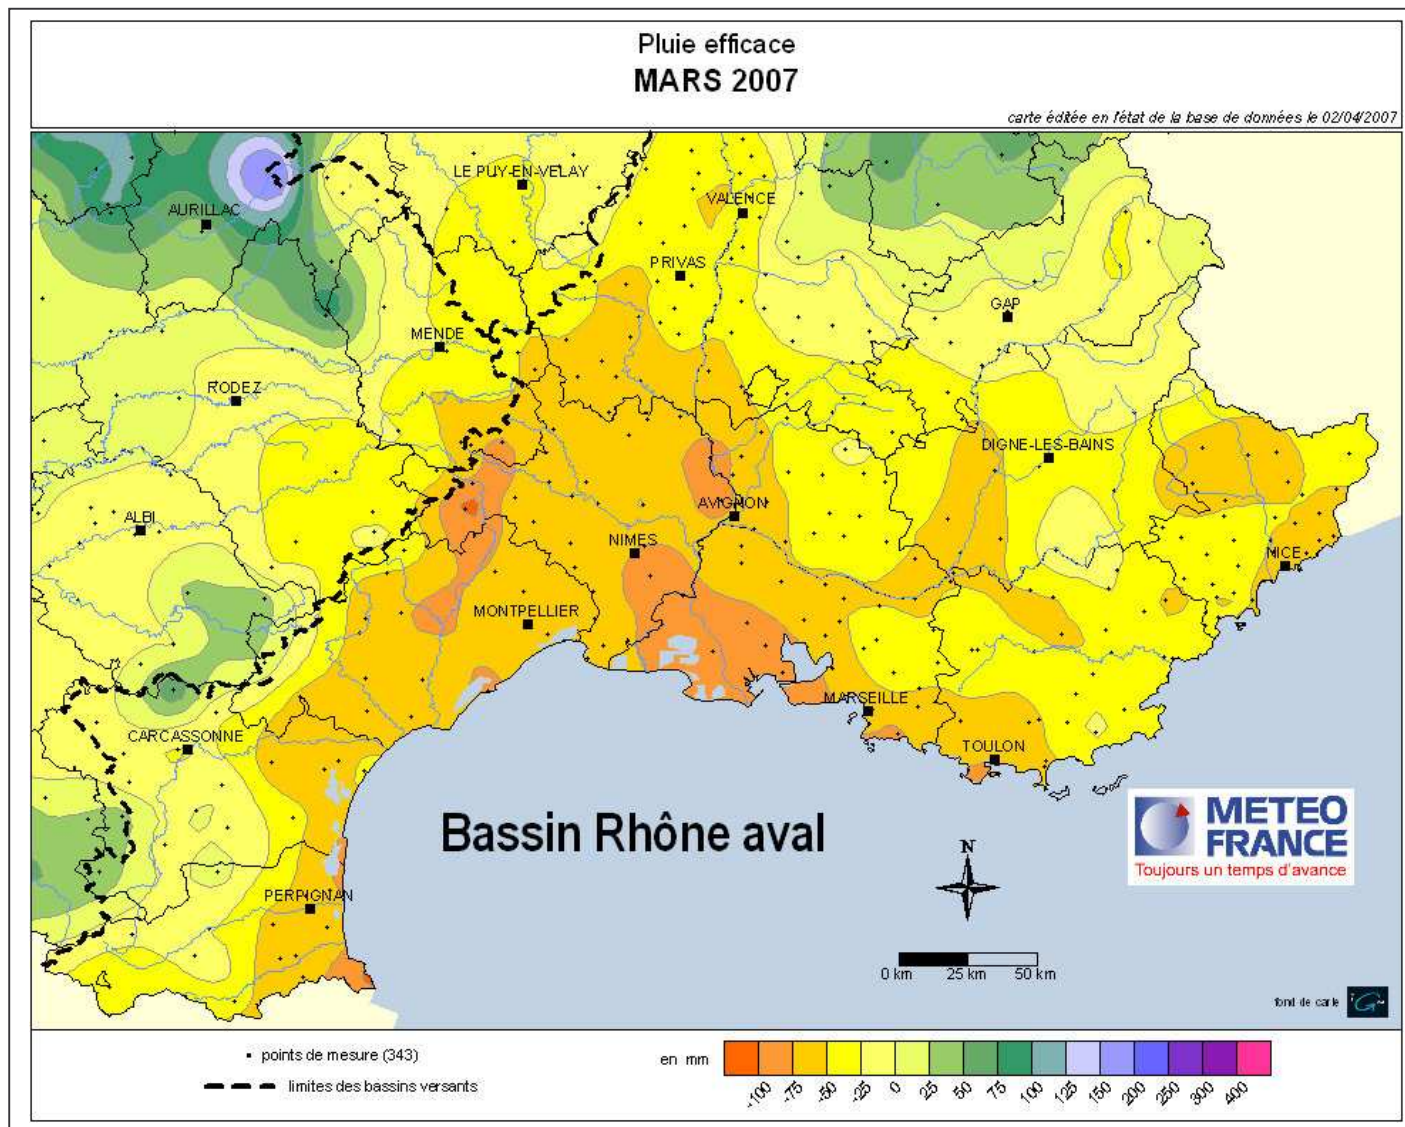 Pluie efficace
MARS 2007
carte éditée en l'état de la base de données le 02/04/2007
LE PUY-EN-VELAY
AURILLAC
VALENCE
PRIVAS
GAP
MENDE
RODEZ
DIGNE-LES-BAINS
AVIGNON
ALBI
NIMES
NICE
MONTPELLIER
MARSEILLE
CARCASSONNE
TOULON
METEO
FRANCE
Toujours un temps d'avance
Bassin Rhône aval
N
PERPIGNAN
0 km 25 km 50 km
fond de carte
points de mesure (343)
limites des bassins versants
en mm
-100 -75 -50 -25 0 25 50 75 100 125 150 200 250 300 400